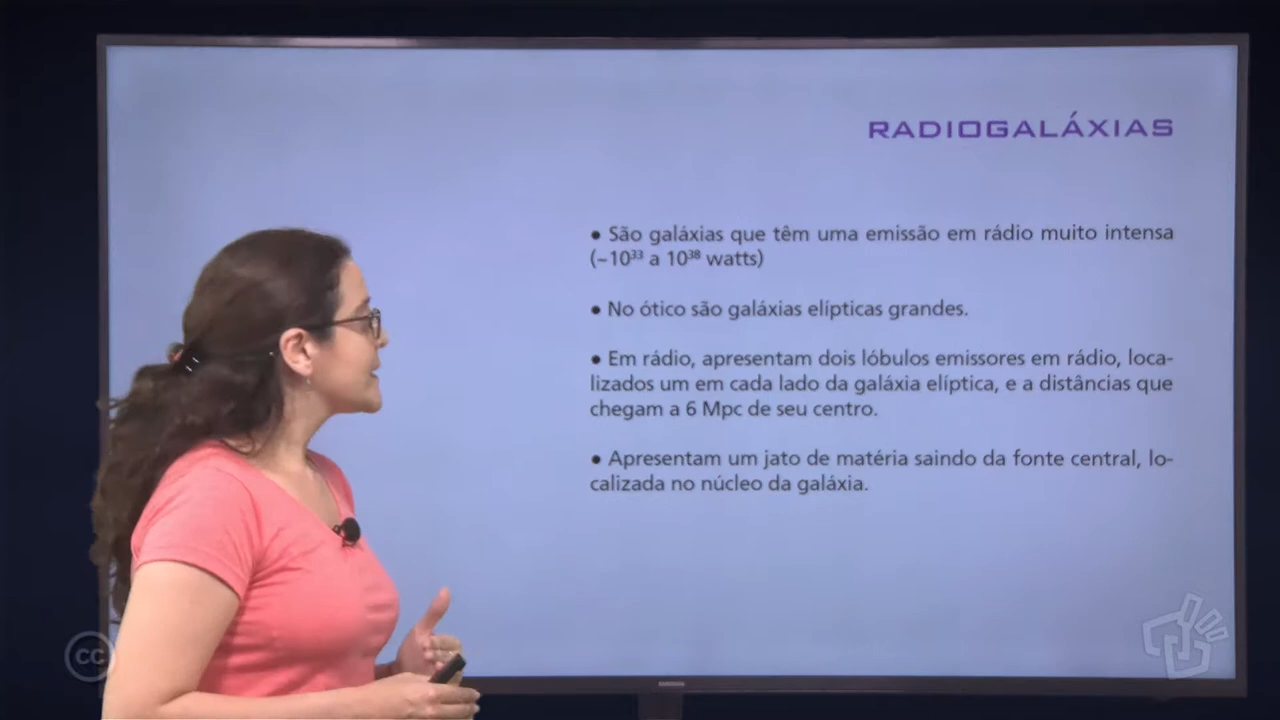 RADIOGALÁXIAS
● São galáxias que têm uma emissão em rádio muito intensa
(~10³³ a 10³⁸ watts)
● No ótico são galáxias elípticas grandes.
● Em rádio, apresentam dois lóbulos emissores em rádio, loca-
lizados um em cada lado da galáxia elíptica, e a distâncias que
chegam a 6 Mpc de seu centro.
● Apresentam um jato de matéria saindo da fonte central, lo-
calizada no núcleo da galáxia.
cc